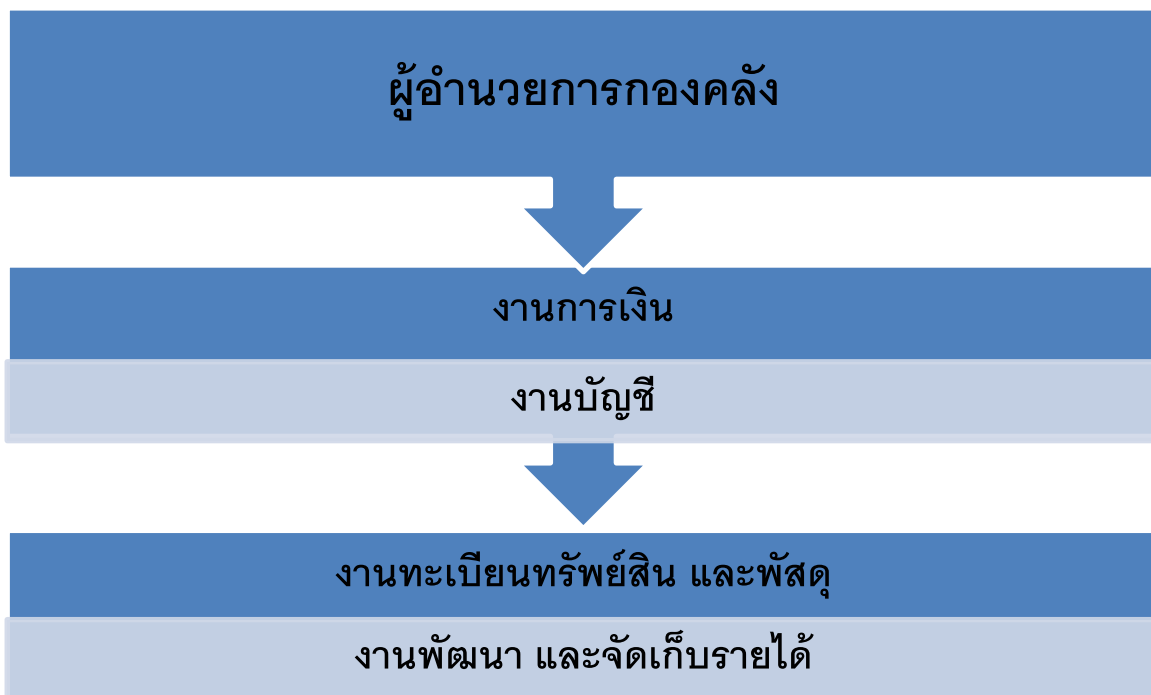 ผู้อำนวยการกองคลัง
งานการเงิน
งานบัญชี
งานทะเบียนทรัพย์สิน และพัสดุ
งานพัฒนา และจัดเก็บรายได้